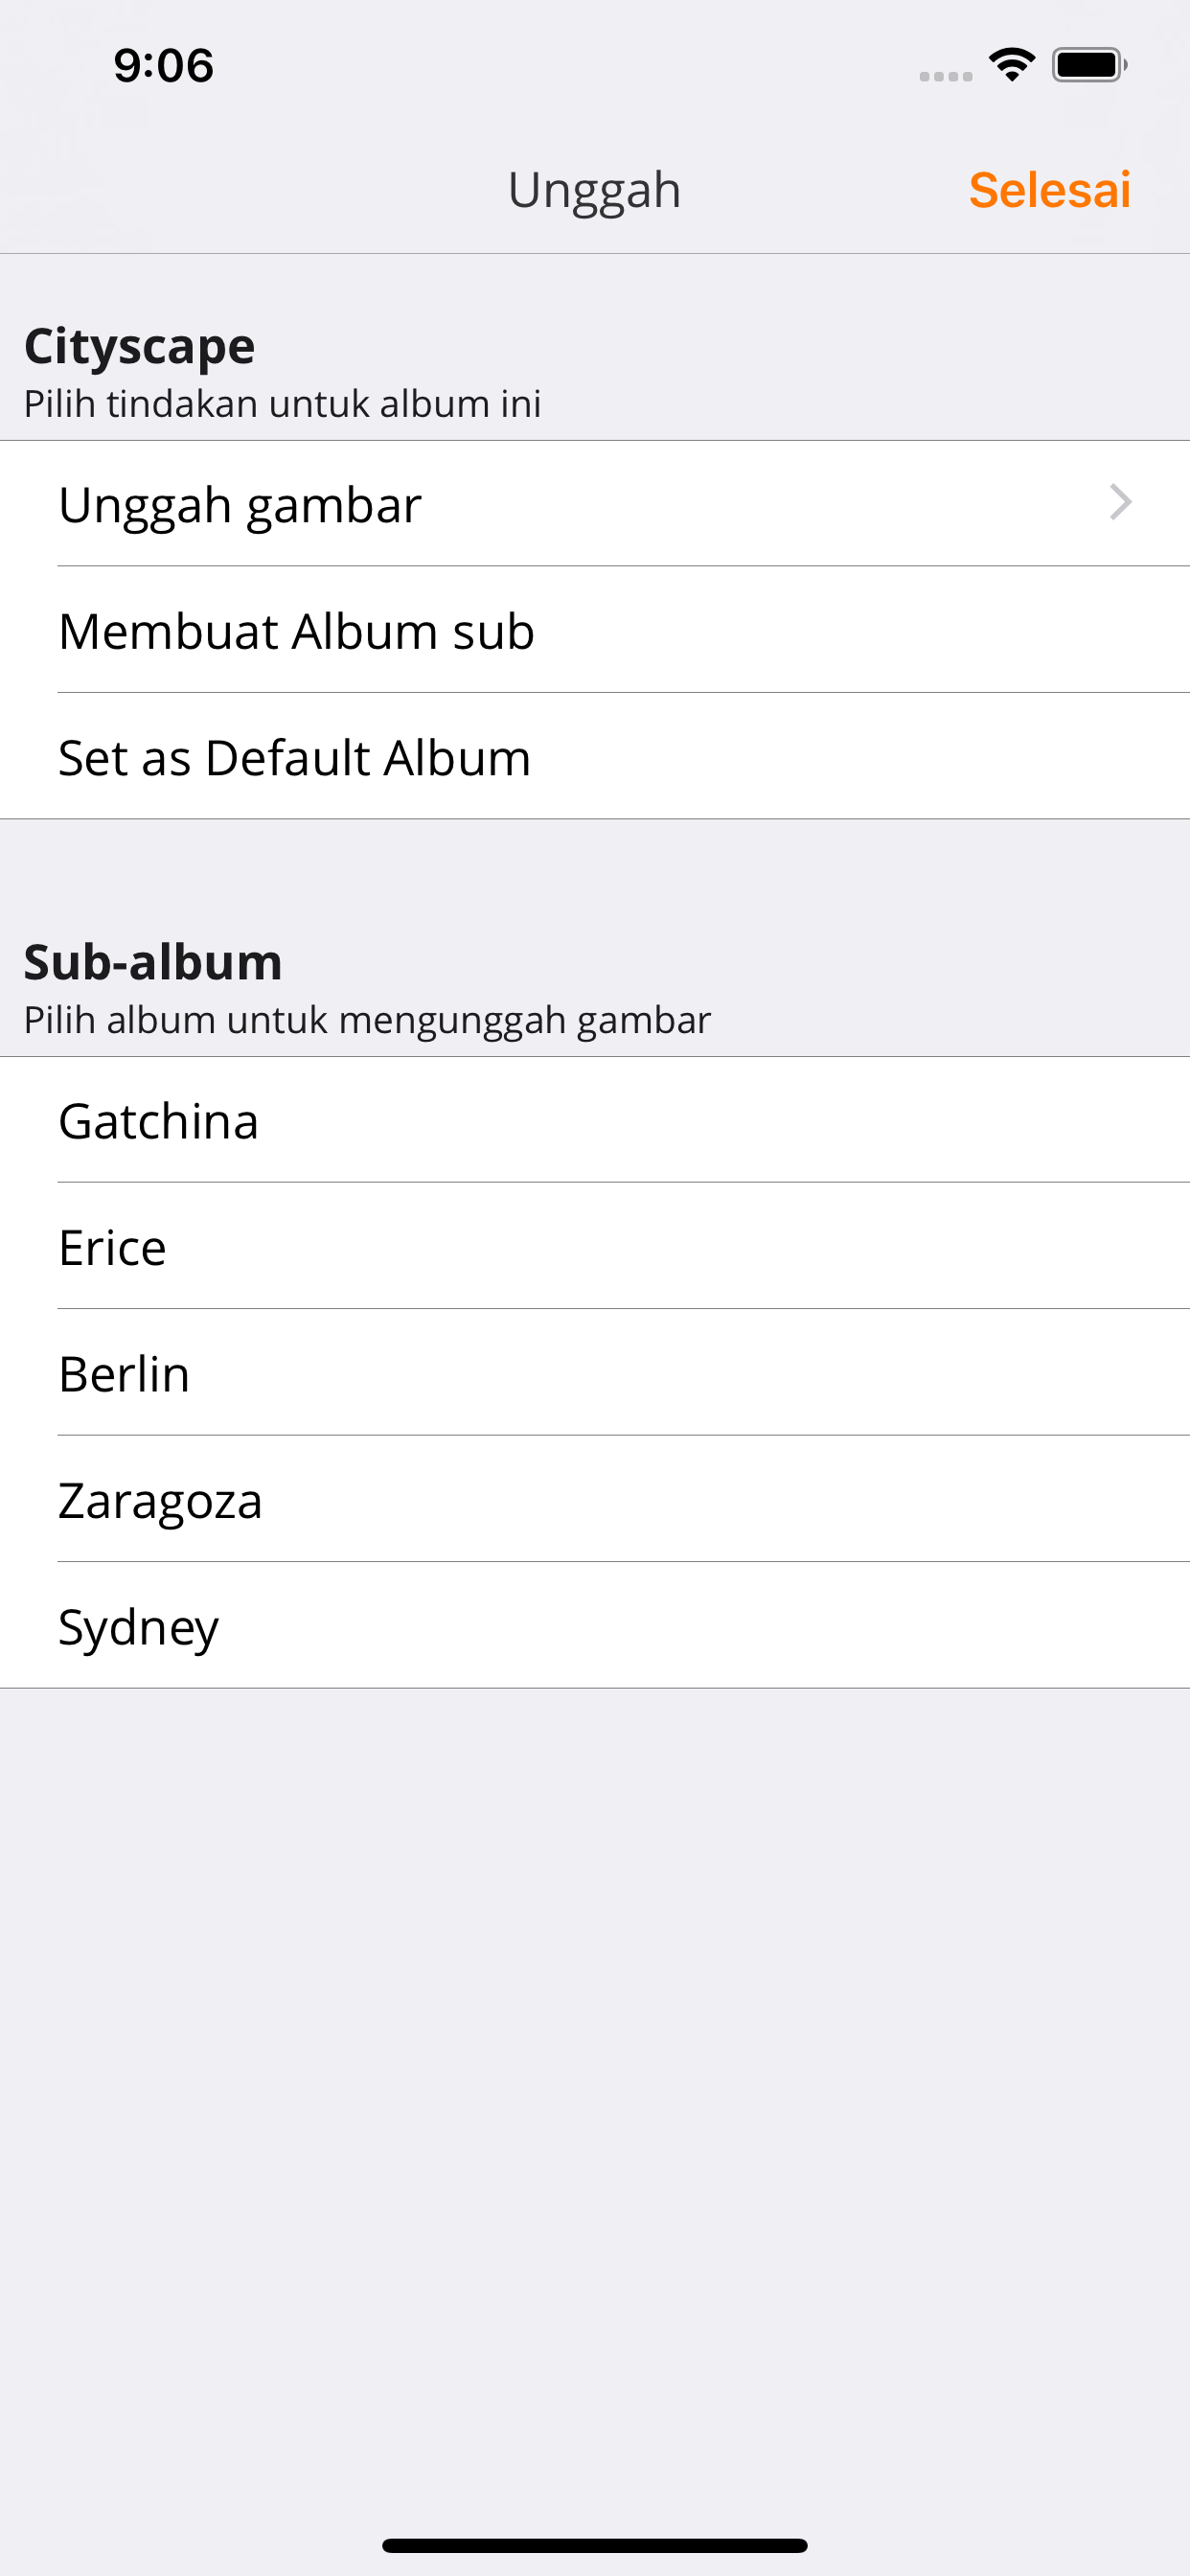 9:06
Unggah
Selesai
Cityscape
Pilih tindakan untuk album ini
Unggah gambar
Membuat Album sub
Set as Default Album
Sub-album
Pilih album untuk mengunggah gambar
Gatchina
Erice
Berlin
Zaragoza
Sydney